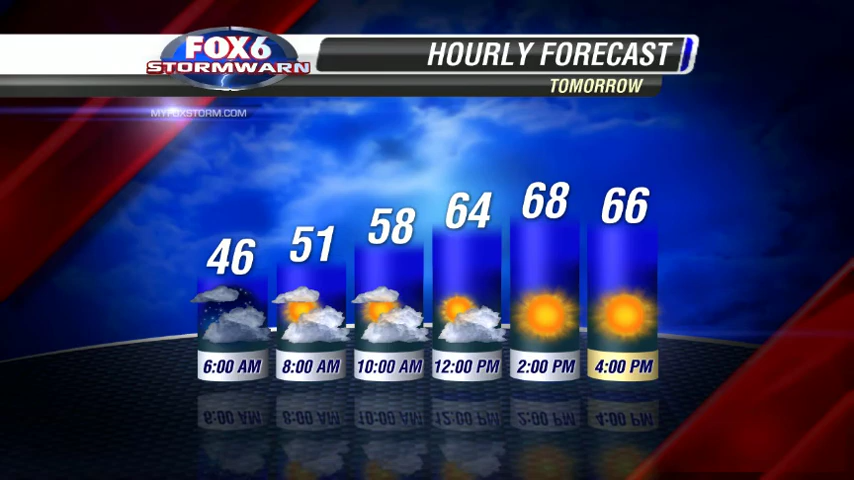 FOX6
STORMWARN
HOURLY FORECAST
TOMORROW
MYFOXSTORM.COM
46 51 58 64 68 66
6:00 AM 8:00 AM 10:00 AM 12:00 PM 2:00 PM 4:00 PM